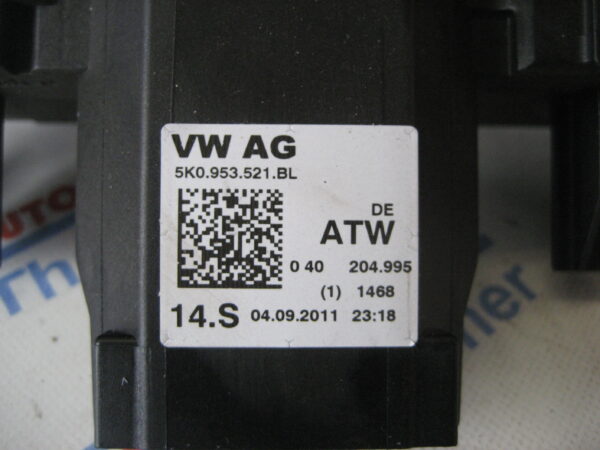 VW AG
5K0.953.521.BL
DE
ATW
0 40 204.995
(1) 1468
14.S 04.09.2011 23:18
AUTO